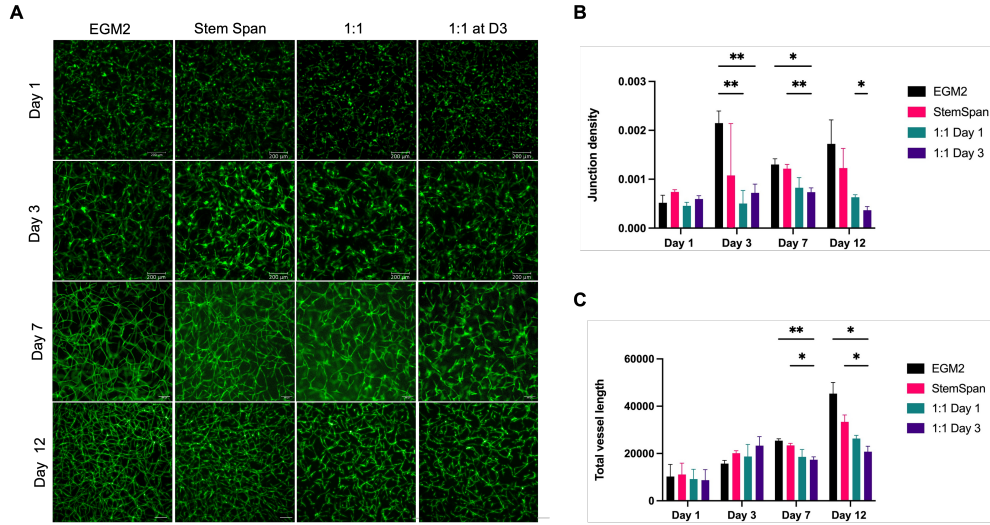 A
EGM2 Stem Span 1:1 1:1 at D3
Day 1
200 μm 200 μm 200 μm
Day 3
200 μm 200 μm 200 μm 200 μm
Day 7
Day 12
B
Junction density
0.003
0.002
0.001
0.000
** *
** ** *
Day 1 Day 3 Day 7 Day 12
EGM2
StemSpan
1:1 Day 1
1:1 Day 3
C
Total vessel length
60000
40000
20000
0
** *
* *
Day 1 Day 3 Day 7 Day 12
EGM2
StemSpan
1:1 Day 1
1:1 Day 3